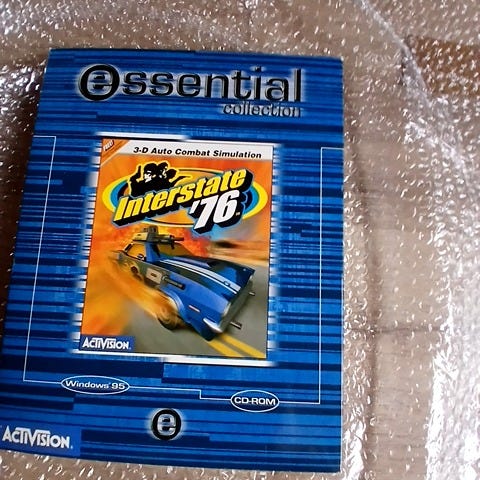 essential
collection
3-D Auto Combat Simulation
Interstate
'76
ACTIVISION.
Windows 95
CD-ROM
e
ACTIVISION.